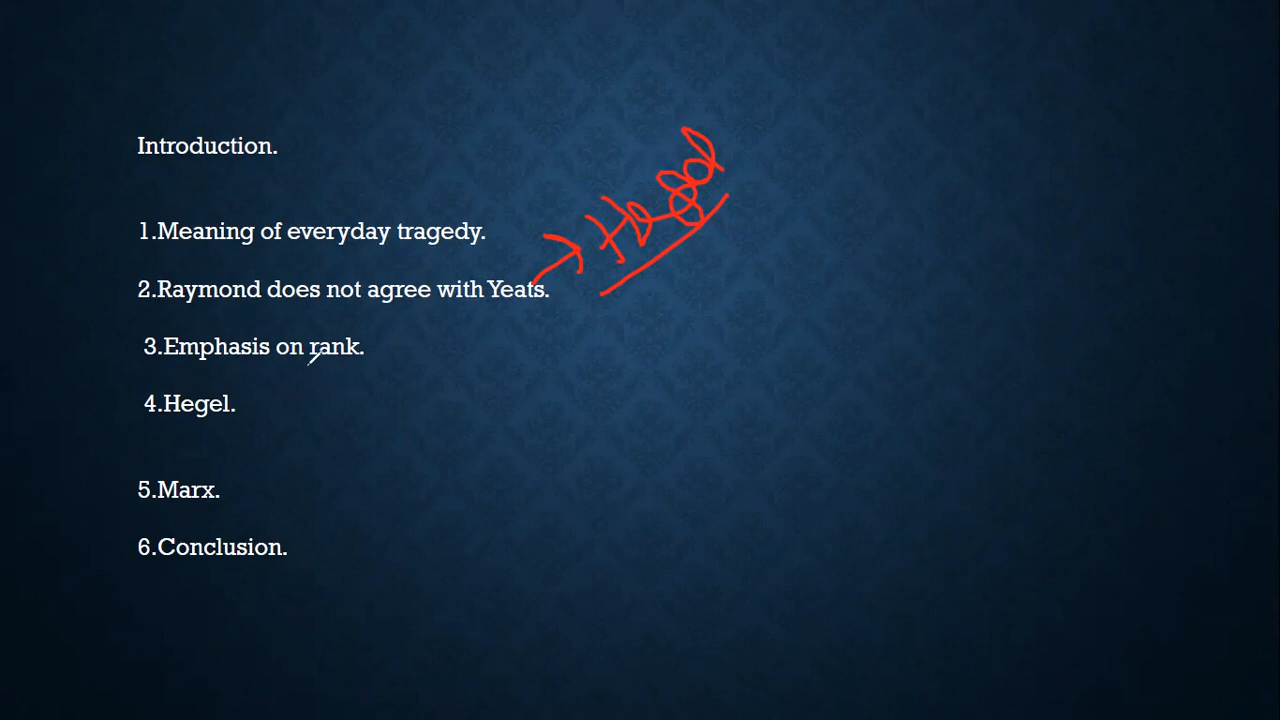 Introduction.
1.Meaning of everyday tragedy.
Hegel
2.Raymond does not agree with Yeats.
3.Emphasis on rank.
4.Hegel.
5.Marx.
6.Conclusion.